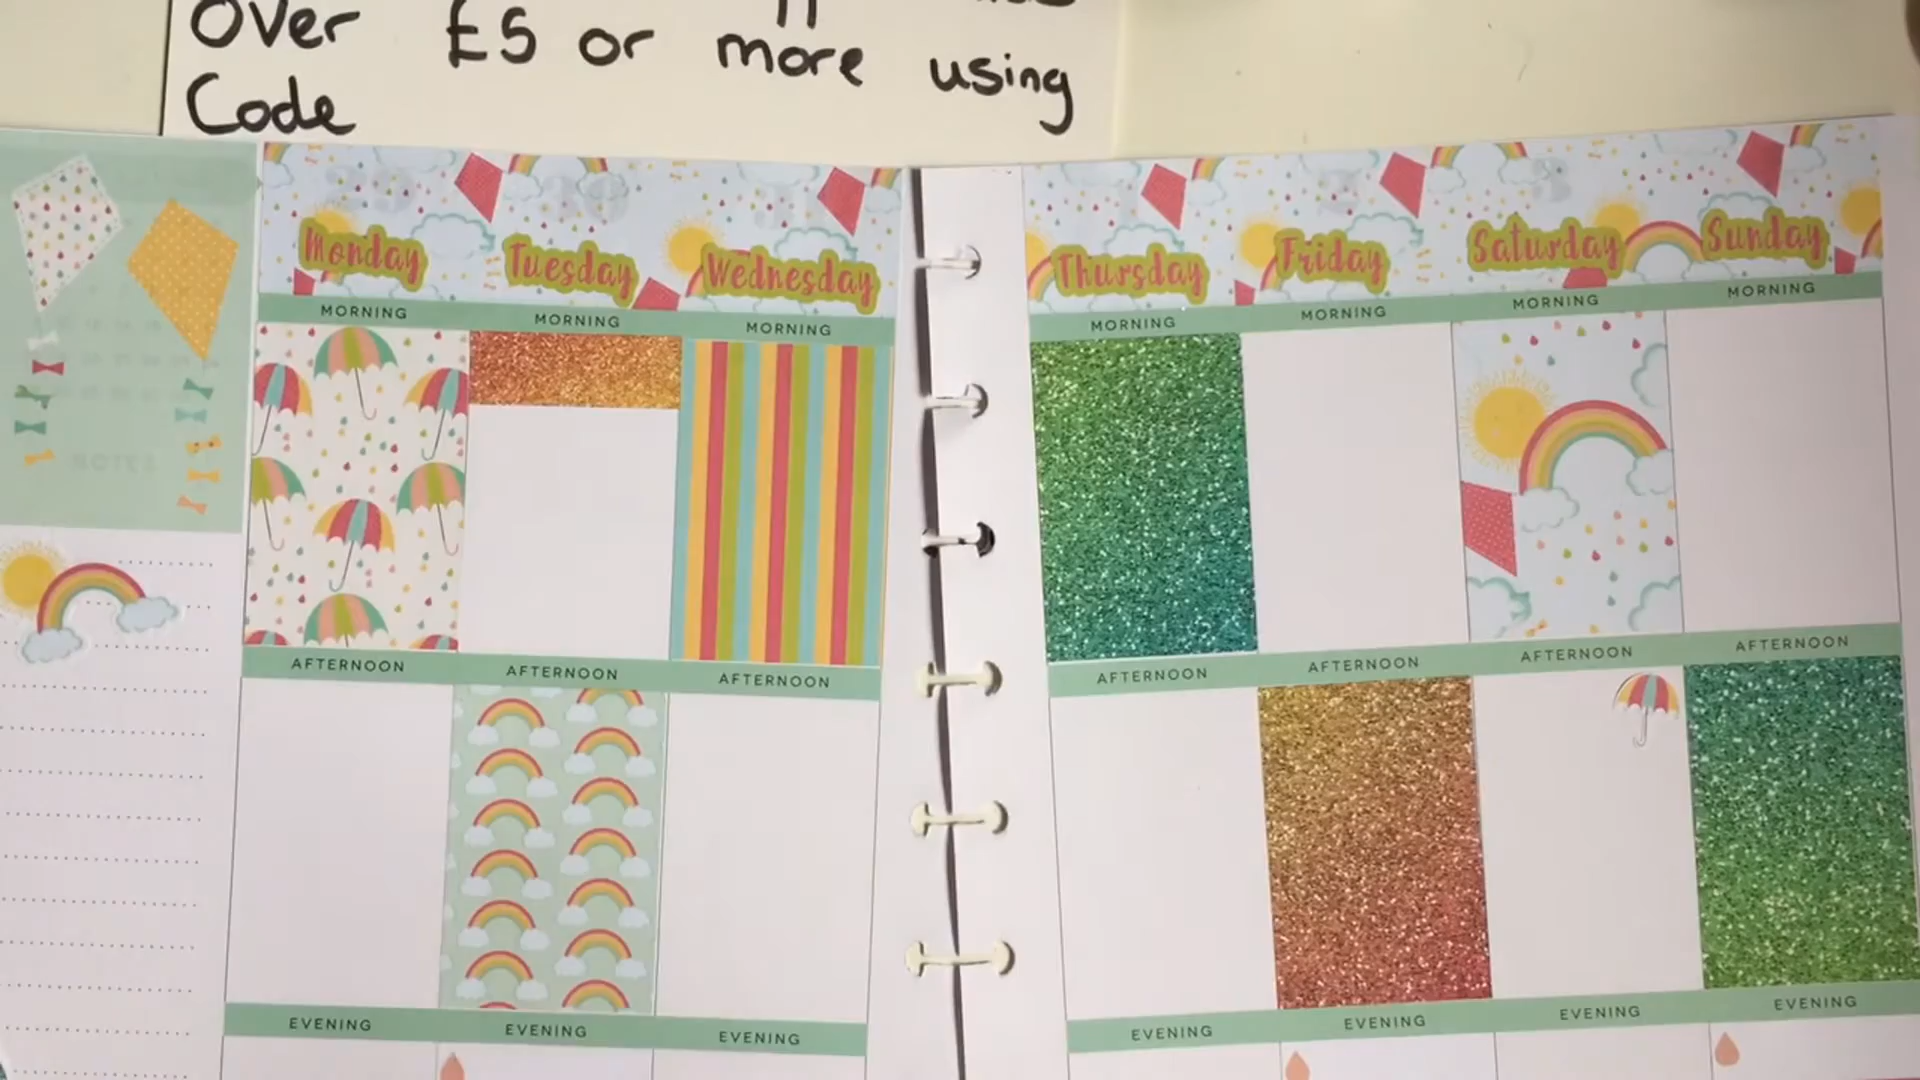 Over £5 or more using
Code
Monday Tuesday Wednesday Thursday Friday Saturday Sunday
MORNING MORNING MORNING MORNING MORNING MORNING MORNING
AFTERNOON AFTERNOON AFTERNOON AFTERNOON AFTERNOON AFTERNOON AFTERNOON
EVENING EVENING EVENING EVENING EVENING EVENING EVENING